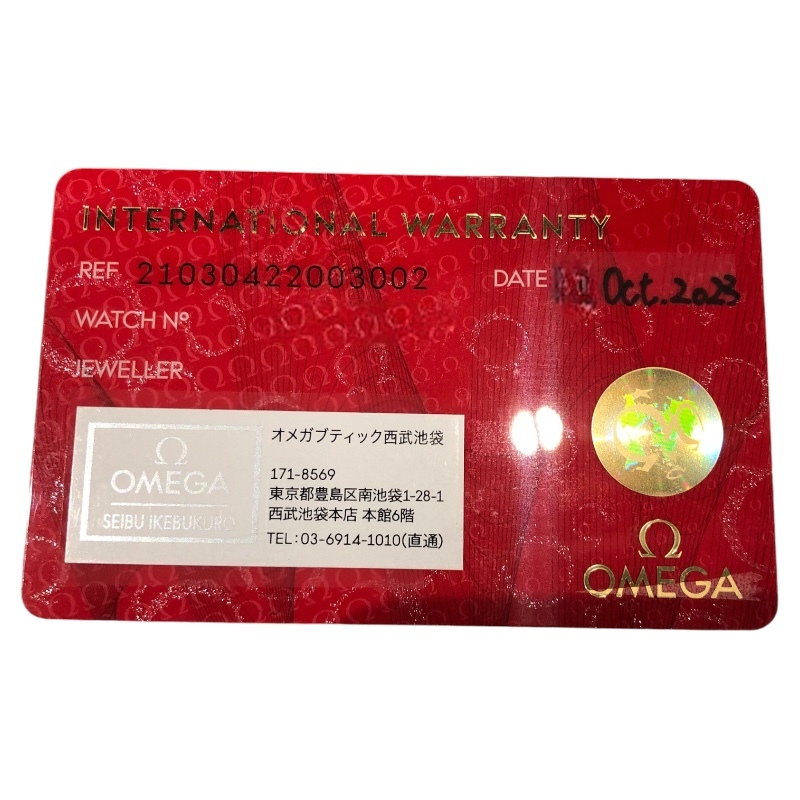 INTERNATIONAL WARRANTY
REF 21030422003002
DATE Oct.2023
WATCH Nº
JEWELLER
Ω
OMEGA
SEIBU IKEBUKURO
オメガブティック西武池袋
171-8569
東京都豊島区南池袋1-28-1
西武池袋本店 本館6階
TEL:03-6914-1010(直通)
Ω
OMEGA